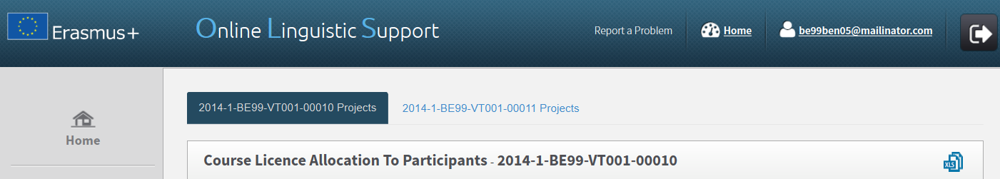 Erasmus+
Online Linguistic Support
Report a Problem
Home
be99ben05@mailinator.com
Home
2014-1-BE99-VT001-00010 Projects
2014-1-BE99-VT001-00011 Projects
Course Licence Allocation To Participants - 2014-1-BE99-VT001-00010
XLS